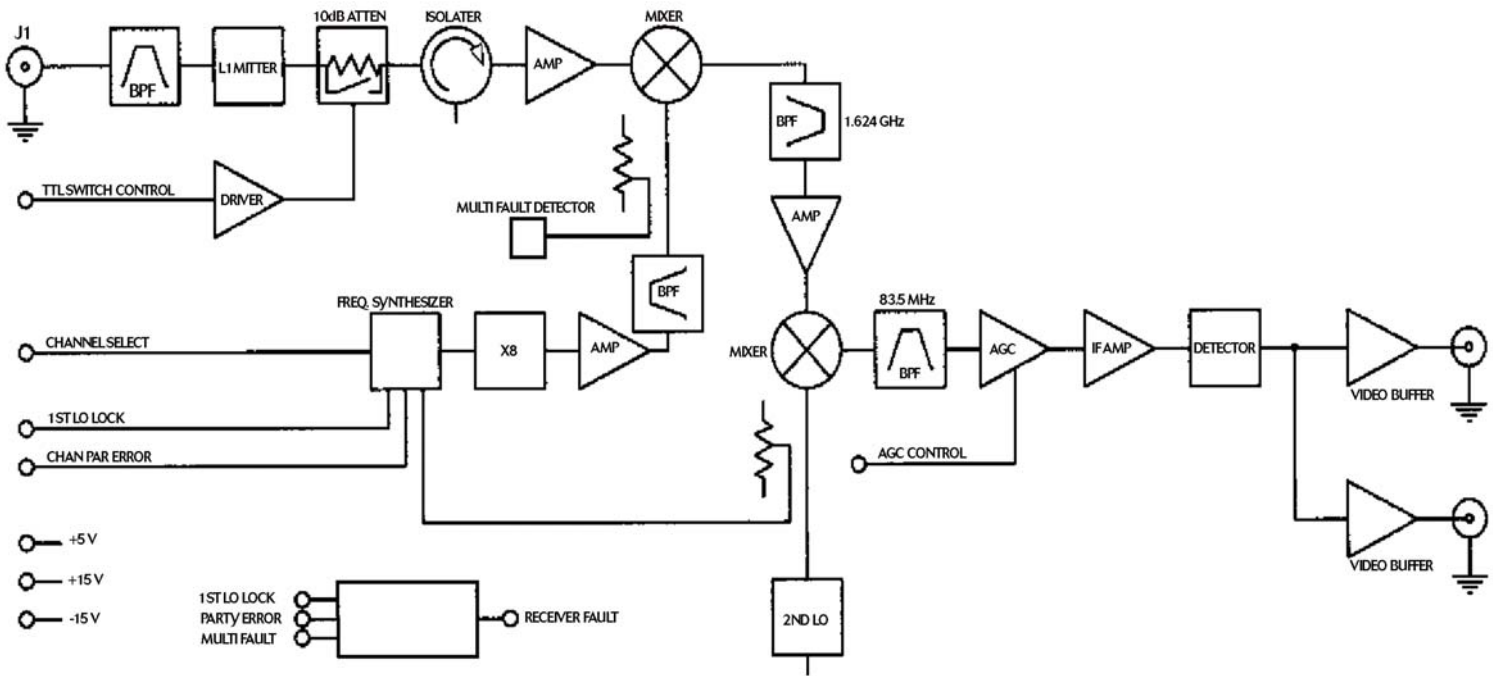 J1
10dB ATTEN
ISOLATER
MIXER
BPF
L1MITTER
AMP
BPF
1.624 GHz
TTL SWITCH CONTROL
DRIVER
MULTI FAULT DETECTOR
AMP
BPF
FREQ. SYNTHESIZER
83.5 MHz
CHANNEL SELECT
X8
AMP
MIXER
BPF
AGC
IF AMP
DETECTOR
VIDEO BUFFER
1ST LO LOCK
CHAN PAR ERROR
AGC CONTROL
+5 V
+15 V
-15 V
1ST LO LOCK
PARTY ERROR
MULTI FAULT
RECEIVER FAULT
2ND LO
VIDEO BUFFER